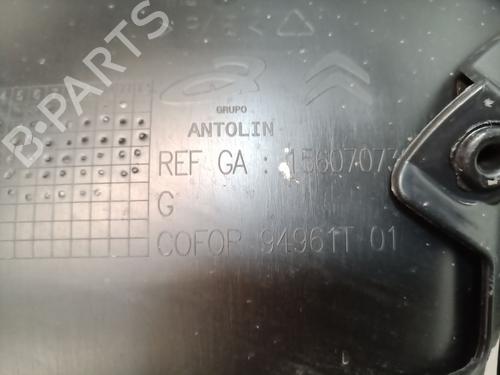 GRUPO
ANTOLIN
REF GA : 15607073
G
COFOR 94961T 01
B-PARTS